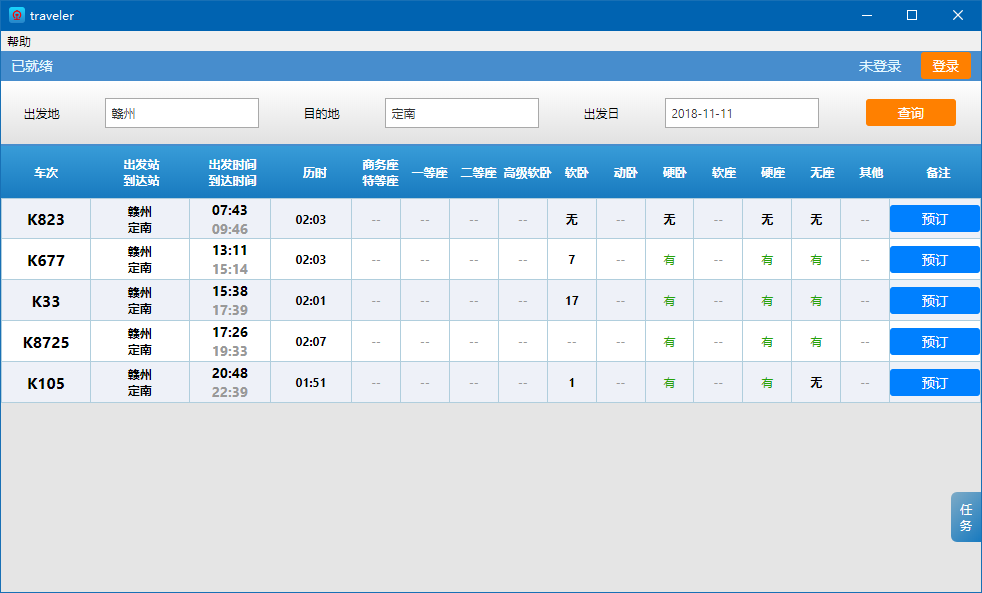 traveler
帮助
已就绪 未登录 登录
出发地 赣州 目的地 定南 出发日 2018-11-11 查询
车次 出发站 到达站 出发时间 到达时间 历时 商务座 特等座 一等座 二等座 高级软卧 软卧 动卧 硬卧 软座 硬座 无座 其他 备注
K823 赣州 定南 07:43 09:46 02:03 -- -- -- -- 无 -- 无 -- 无 无 -- 预订
K677 赣州 定南 13:11 15:14 02:03 -- -- -- -- 7 -- 有 -- 有 有 -- 预订
K33 赣州 定南 15:38 17:39 02:01 -- -- -- -- 17 -- 有 -- 有 有 -- 预订
K8725 赣州 定南 17:26 19:33 02:07 -- -- -- -- -- -- 有 -- 有 有 -- 预订
K105 赣州 定南 20:48 22:39 01:51 -- -- -- -- 1 -- 有 -- 有 无 -- 预订
任
务